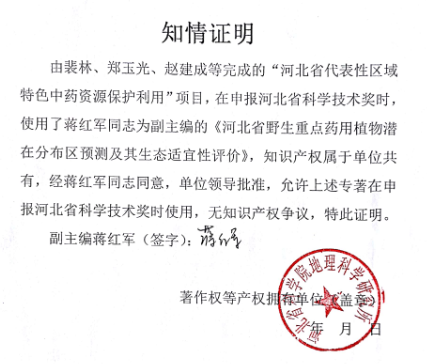 知情证明
由裴林、郑玉光、赵建成等完成的“河北省代表性区域
特色中药资源保护利用”项目，在申报河北省科学技术奖时，
使用了蒋红军同志为副主编的《河北省野生重点药用植物潜
在分布区预测及其生态适宜性评价》，知识产权属于单位共
有，经蒋红军同志同意，单位领导批准，允许上述专著在申
报河北省科学技术奖时使用，无知识产权争议，特此证明。
副主编蒋红军（签字）：蒋红军
著作权等产权拥有单位（盖章）
年 月 日
河北省科学院地理科学研究所